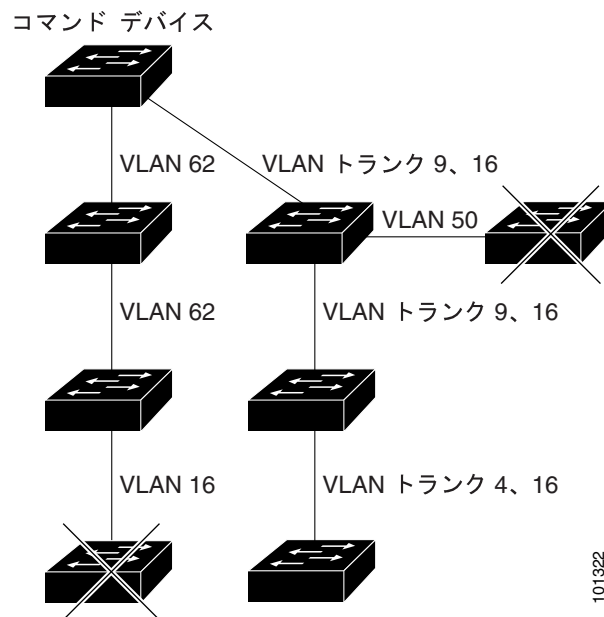 コマンド デバイス
VLAN 62
VLAN トランク 9、16
VLAN 50
VLAN 62
VLAN トランク 9、16
VLAN 16
VLAN トランク 4、16
101322